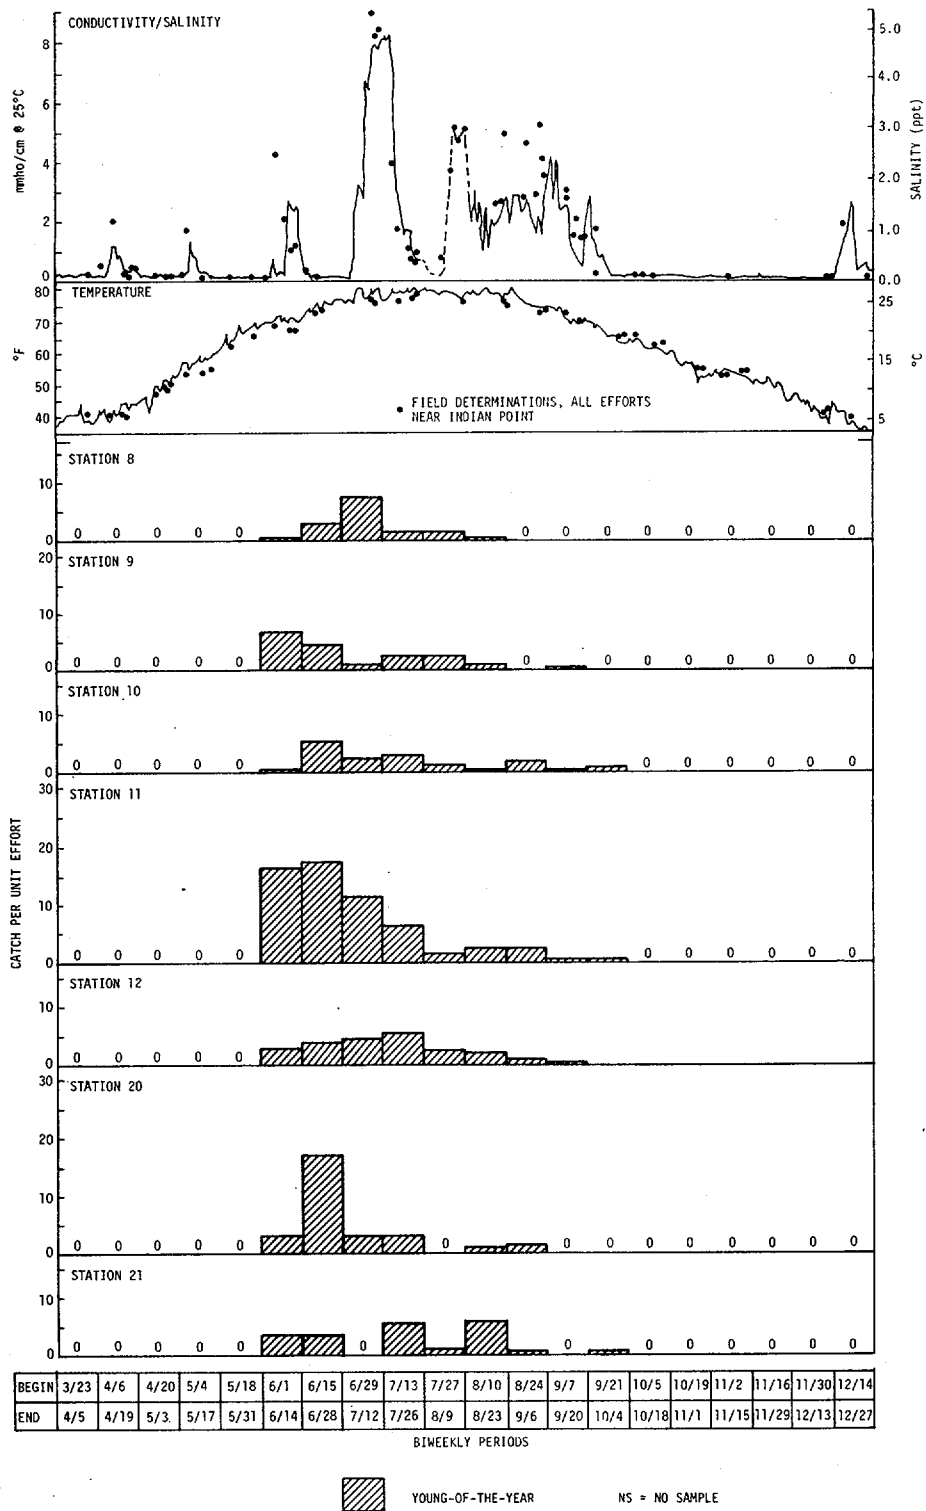 CONDUCTIVITY/SALINITY
8
6
4
2
0
mmho/cm @ 25°C
5.0
4.0
3.0
2.0
1.0
0.0
SALINITY (ppt)
TEMPERATURE
80
70
60
50
40
°F
25
15
5
°C
FIELD DETERMINATIONS, ALL EFFORTS
NEAR INDIAN POINT
CATCH PER UNIT EFFORT
STATION 8
10
0
0 0 0 0 0 0 0 0 0 0 0 0 0 0
STATION 9
20
10
0
0 0 0 0 0 0 0 0 0 0 0 0 0
STATION 10
10
0
0 0 0 0 0 0 0 0 0 0 0
STATION 11
30
20
10
0
0 0 0 0 0 0 0 0 0 0 0
STATION 12
10
0
0 0 0 0 0
STATION 20
30
20
10
0
0 0 0 0 0 0 0 0 0 0 0 0 0 0
STATION 21
10
0
0 0 0 0 0 0 0 0 0 0 0 0 0
BEGIN 3/23 4/6 4/20 5/4 5/18 6/1 6/15 6/29 7/13 7/27 8/10 8/24 9/7 9/21 10/5 10/19 11/2 11/16 11/30 12/14
END 4/5 4/19 5/3 5/17 5/31 6/14 6/28 7/12 7/26 8/9 8/23 9/6 9/20 10/4 10/18 11/1 11/15 11/29 12/13 12/27
BIWEEKLY PERIODS
YOUNG-OF-THE-YEAR NS = NO SAMPLE